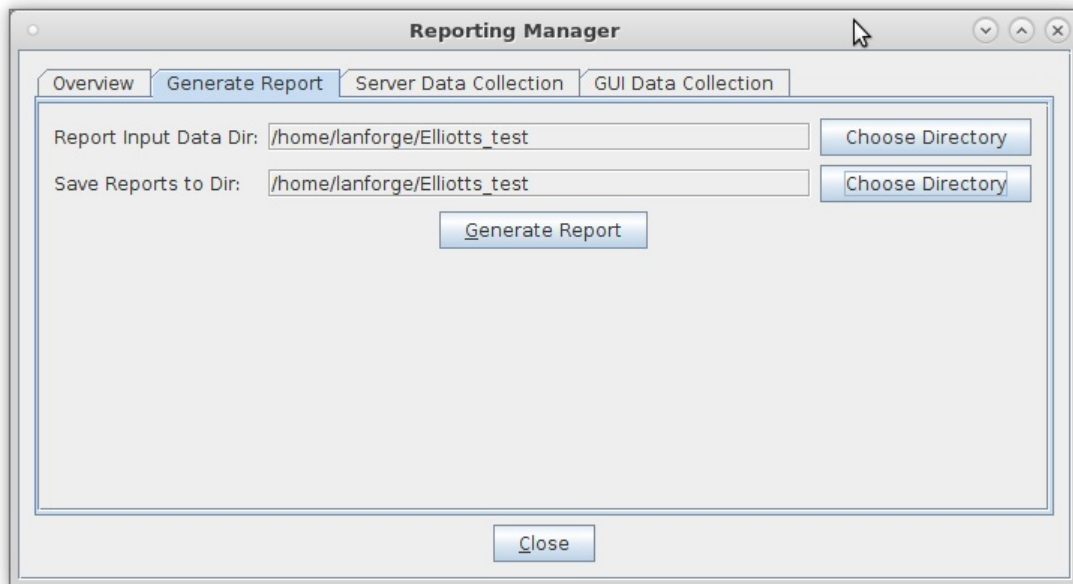 Reporting Manager
Overview Generate Report Server Data Collection GUI Data Collection
Report Input Data Dir: /home/lanforge/Elliotts_test Choose Directory
Save Reports to Dir: /home/lanforge/Elliotts_test Choose Directory
Generate Report
Close